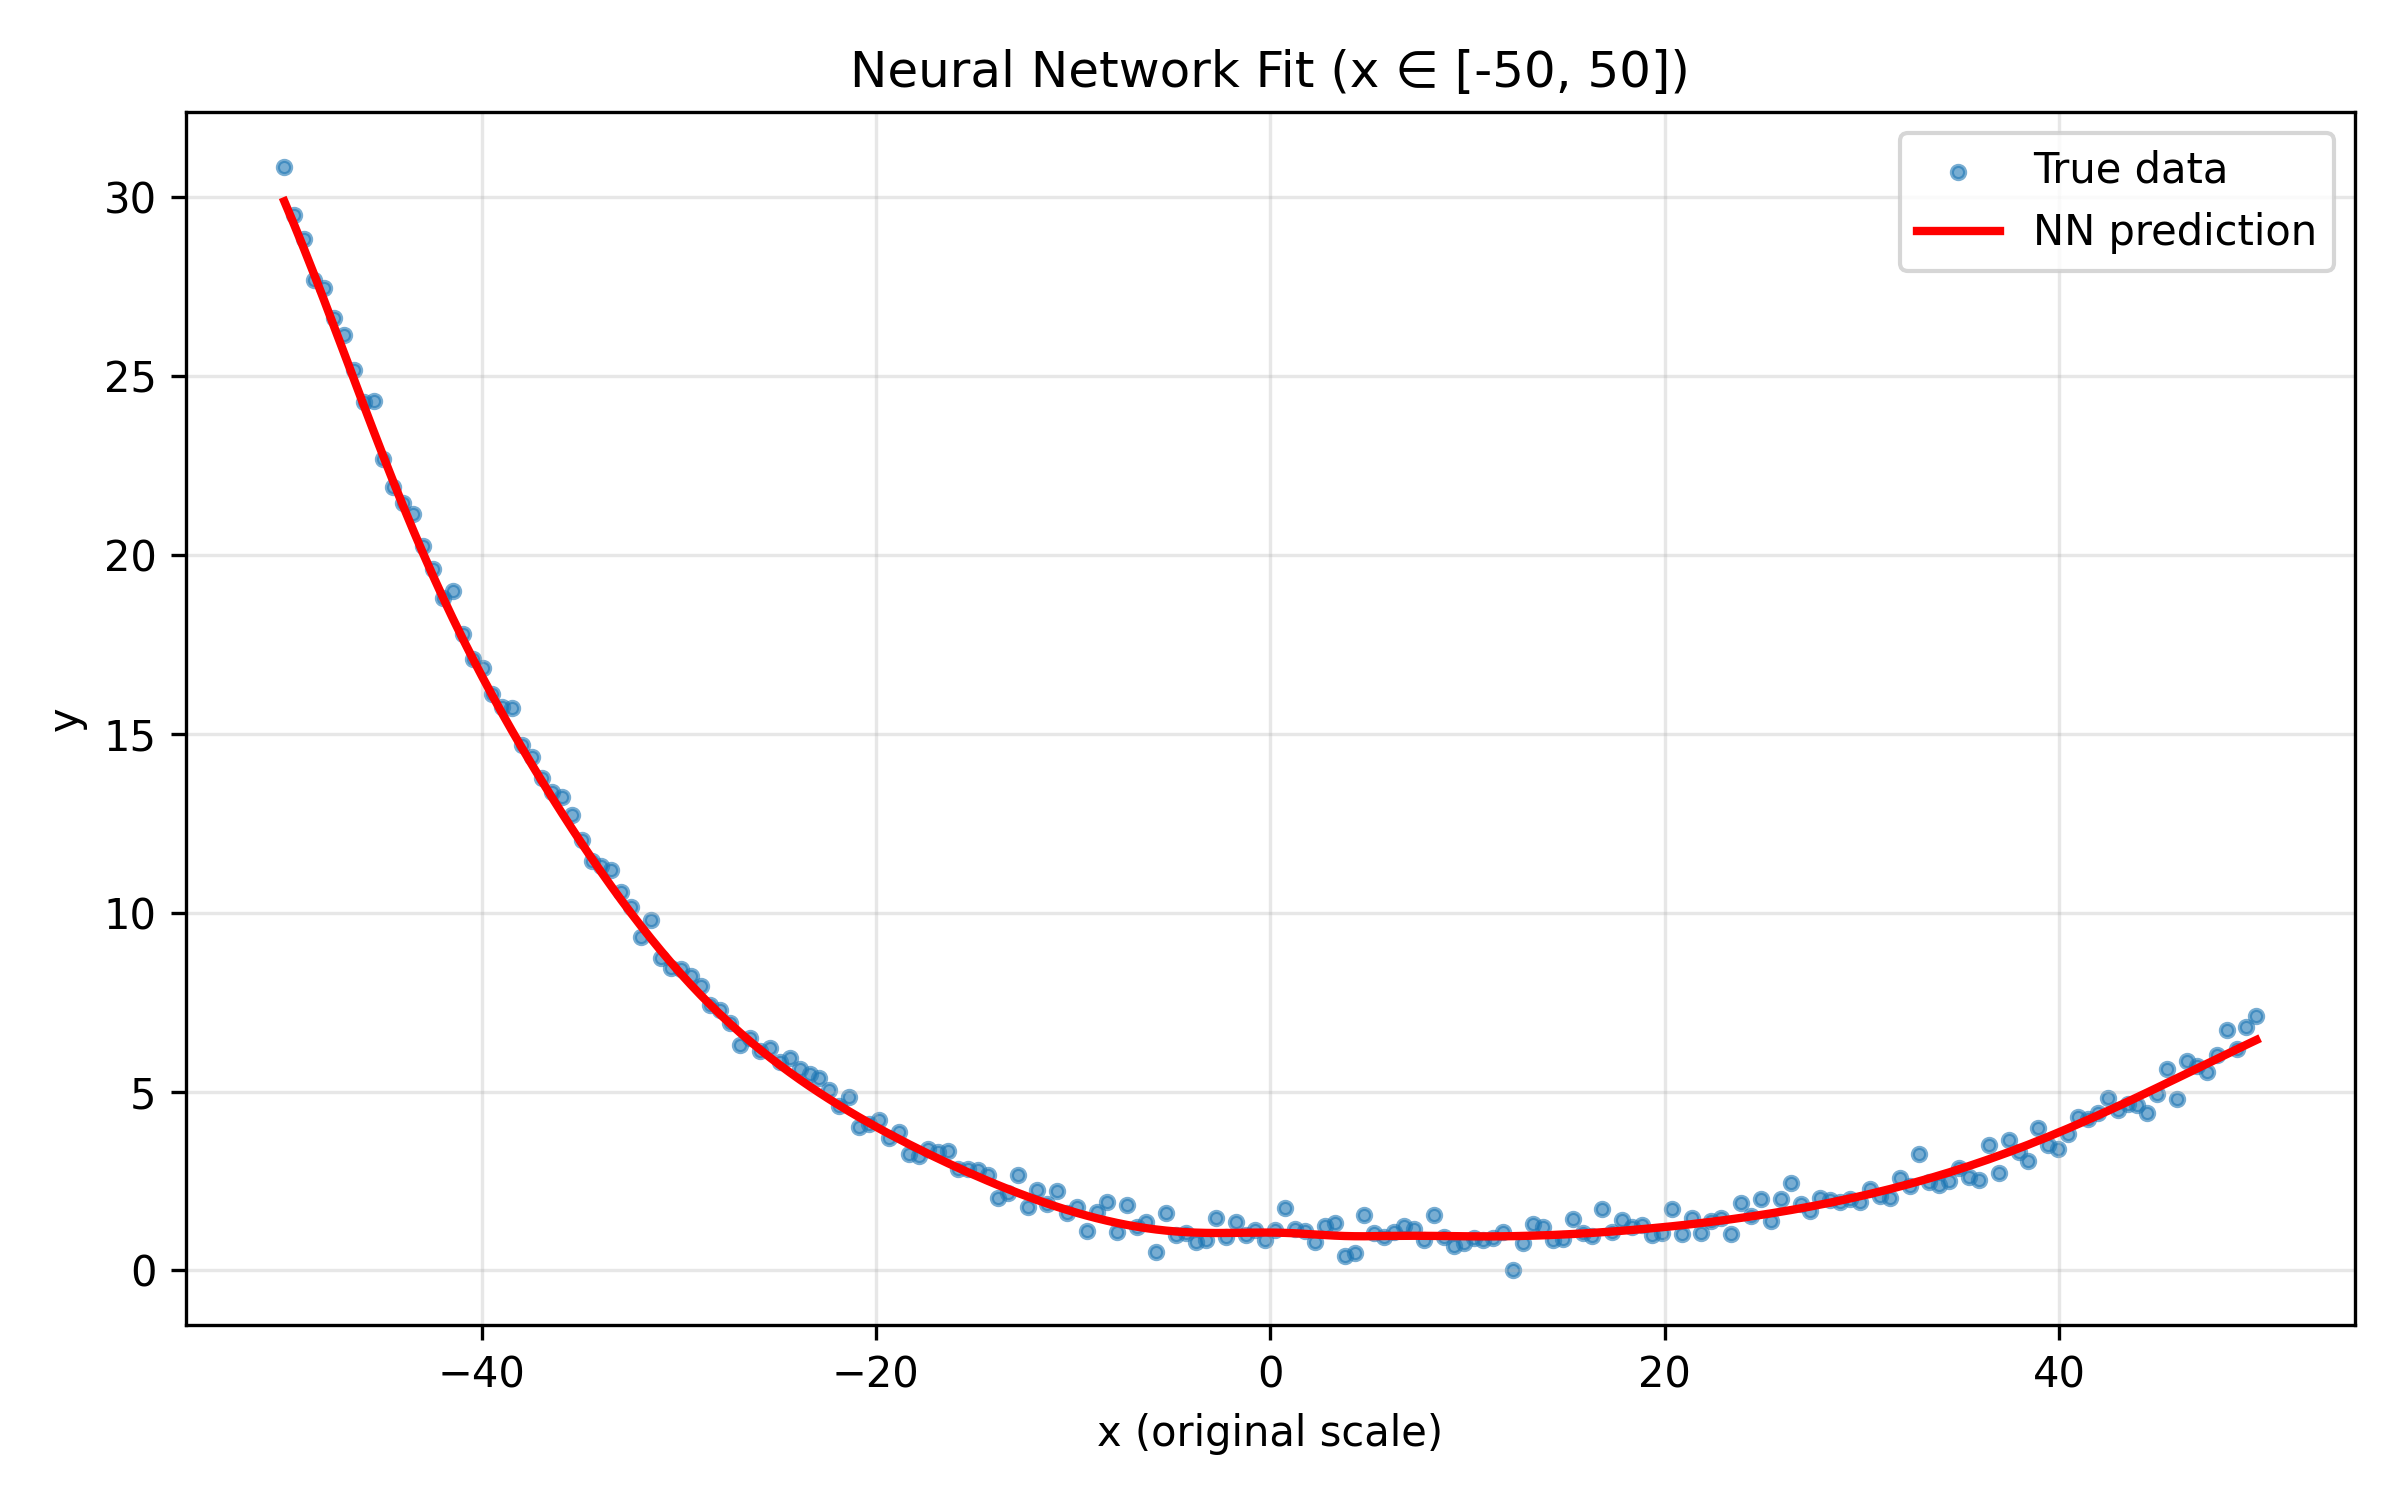 Neural Network Fit (x ∈ [-50, 50])
True data
NN prediction
30
25
20
15
10
5
0
y
−40
−20
0
20
40
x (original scale)